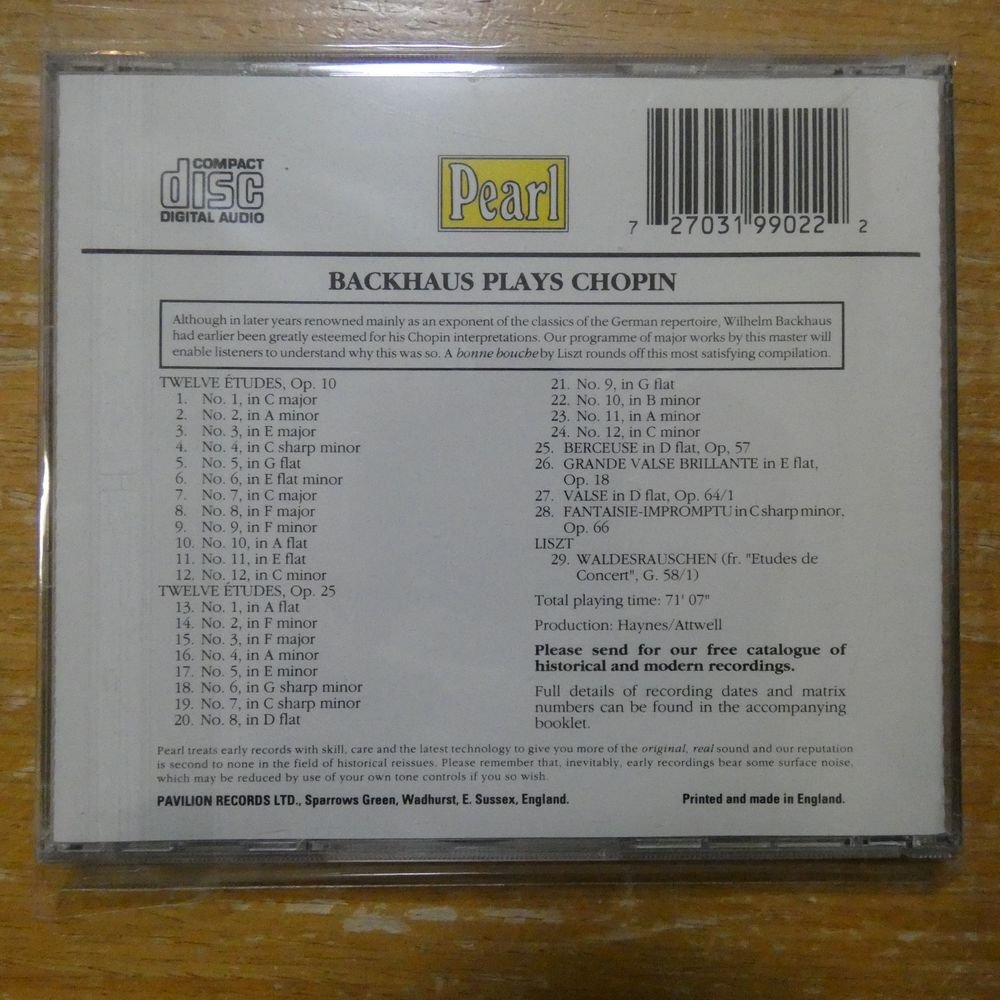 COMPACT
disc
DIGITAL AUDIO
Pearl
7 27031 99022 2
BACKHAUS PLAYS CHOPIN
Although in later years renowned mainly as an exponent of the classics of the German repertoire, Wilhelm Backhaus
had earlier been greatly esteemed for his Chopin interpretations. Our programme of major works by this master will
enable listeners to understand why this was so. A bonne bouche by Liszt rounds off this most satisfying compilation.
TWELVE ÉTUDES, Op. 10
1. No. 1, in C major
2. No. 2, in A minor
3. No. 3, in E major
4. No. 4, in C sharp minor
5. No. 5, in G flat
6. No. 6, in E flat minor
7. No. 7, in C major
8. No. 8, in F major
9. No. 9, in F minor
10. No. 10, in A flat
11. No. 11, in E flat
12. No. 12, in C minor
TWELVE ÉTUDES, Op. 25
13. No. 1, in A flat
14. No. 2, in F minor
15. No. 3, in F major
16. No. 4, in A minor
17. No. 5, in E minor
18. No. 6, in G sharp minor
19. No. 7, in C sharp minor
20. No. 8, in D flat
21. No. 9, in G flat
22. No. 10, in B minor
23. No. 11, in A minor
24. No. 12, in C minor
25. BERCEUSE in D flat, Op, 57
26. GRANDE VALSE BRILLANTE in E flat,
Op. 18
27. VALSE in D flat, Op. 64/1
28. FANTAISIE-IMPROMPTU in C sharp minor,
Op. 66
LISZT
29. WALDESRAUSCHEN (fr. "Etudes de
Concert", G. 58/1)
Total playing time: 71' 07"
Production: Haynes/Attwell
Please send for our free catalogue of
historical and modern recordings.
Full details of recording dates and matrix
numbers can be found in the accompanying
booklet.
Pearl treats early records with skill, care and the latest technology to give you more of the original, real sound and our reputation
is second to none in the field of historical reissues. Please remember that, inevitably, early recordings bear some surface noise,
which may be reduced by use of your own tone controls if you so wish.
PAVILION RECORDS LTD., Sparrows Green, Wadhurst, E. Sussex, England.
Printed and made in England.